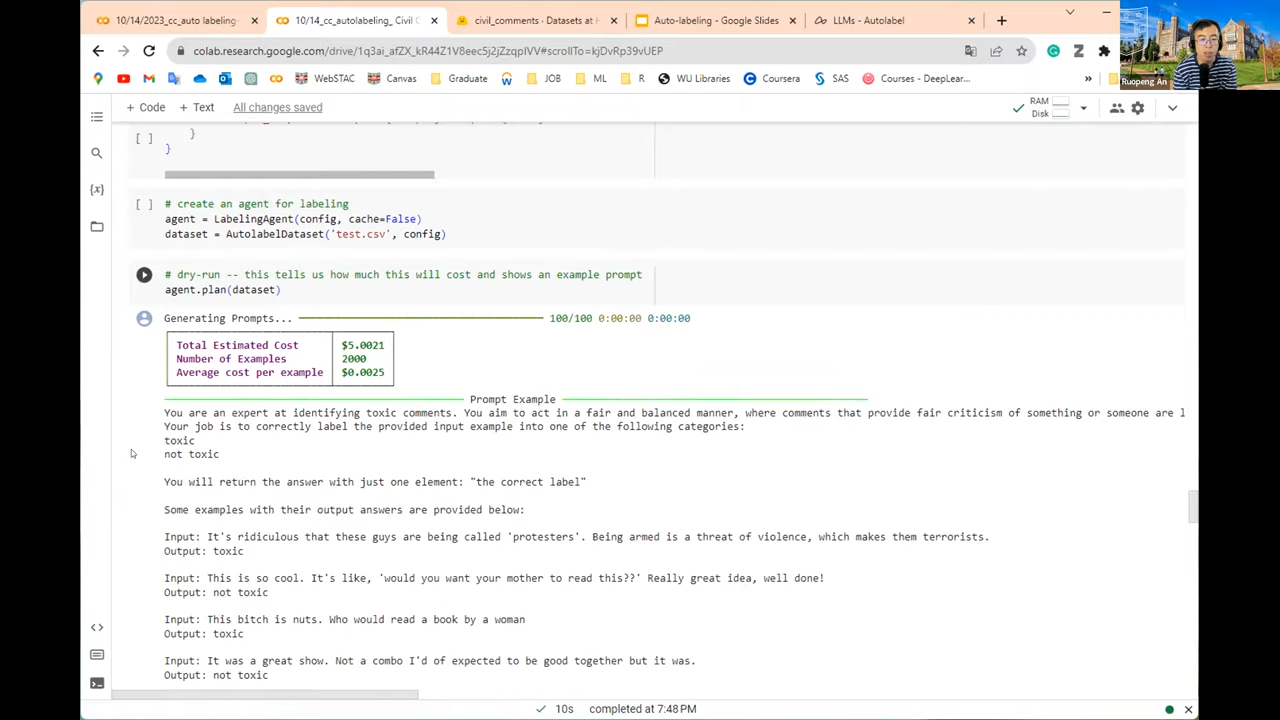 10/14/2023_cc_auto labeling-
10/14_cc_autolabeling_ Civil C
civil_comments · Datasets at H
Auto-labeling - Google Slides
LLMs - Autolabel
colab.research.google.com/drive/1q3ai_afZX_kR44Z1V8eec5j2jZzqpIVV#scrollTo=kjDvRp39vUEP
WebSTAC
Canvas
Graduate
JOB
ML
R
WU Libraries
Coursera
SAS
Courses - DeepLear...
»
Ruopeng An
+ Code
+ Text
All changes saved
RAM
Disk
[ ]
}
}
[ ]
# create an agent for labeling
agent = LabelingAgent(config, cache=False)
dataset = AutolabelDataset('test.csv', config)
# dry-run -- this tells us how much this will cost and shows an example prompt
agent.plan(dataset)
Generating Prompts... 100/100 0:00:00 0:00:00
Total Estimated Cost $5.0021
Number of Examples 2000
Average cost per example $0.0025
Prompt Example
You are an expert at identifying toxic comments. You aim to act in a fair and balanced manner, where comments that provide fair criticism of something or someone are l
Your job is to correctly label the provided input example into one of the following categories:
toxic
not toxic
You will return the answer with just one element: "the correct label"
Some examples with their output answers are provided below:
Input: It's ridiculous that these guys are being called 'protesters'. Being armed is a threat of violence, which makes them terrorists.
Output: toxic
Input: This is so cool. It's like, 'would you want your mother to read this??' Really great idea, well done!
Output: not toxic
Input: This bitch is nuts. Who would read a book by a woman
Output: toxic
Input: It was a great show. Not a combo I'd of expected to be good together but it was.
Output: not toxic
10s completed at 7:48 PM